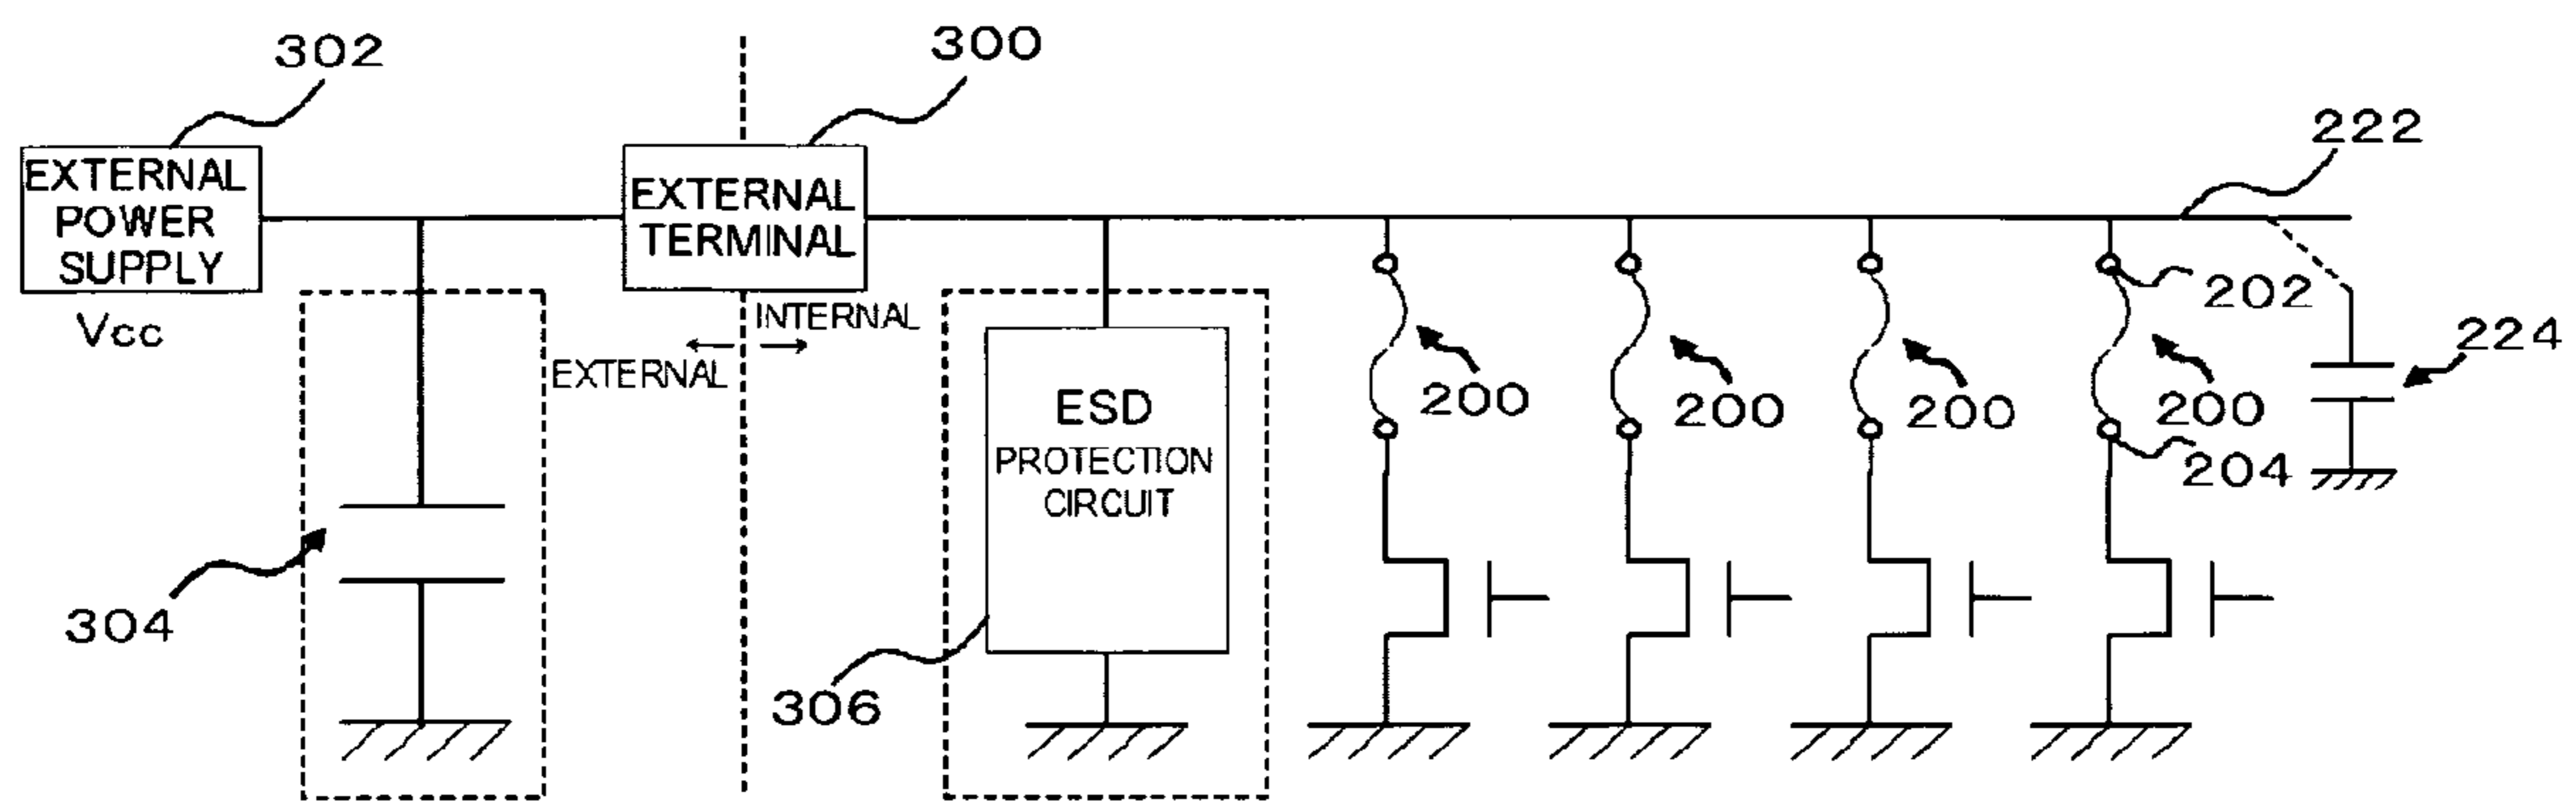 302
300
222
EXTERNAL
POWER
SUPPLY
Vcc
EXTERNAL
TERMINAL
INTERNAL
EXTERNAL
202
224
ESD
PROTECTION
CIRCUIT
200
200
200
200
204
304
306